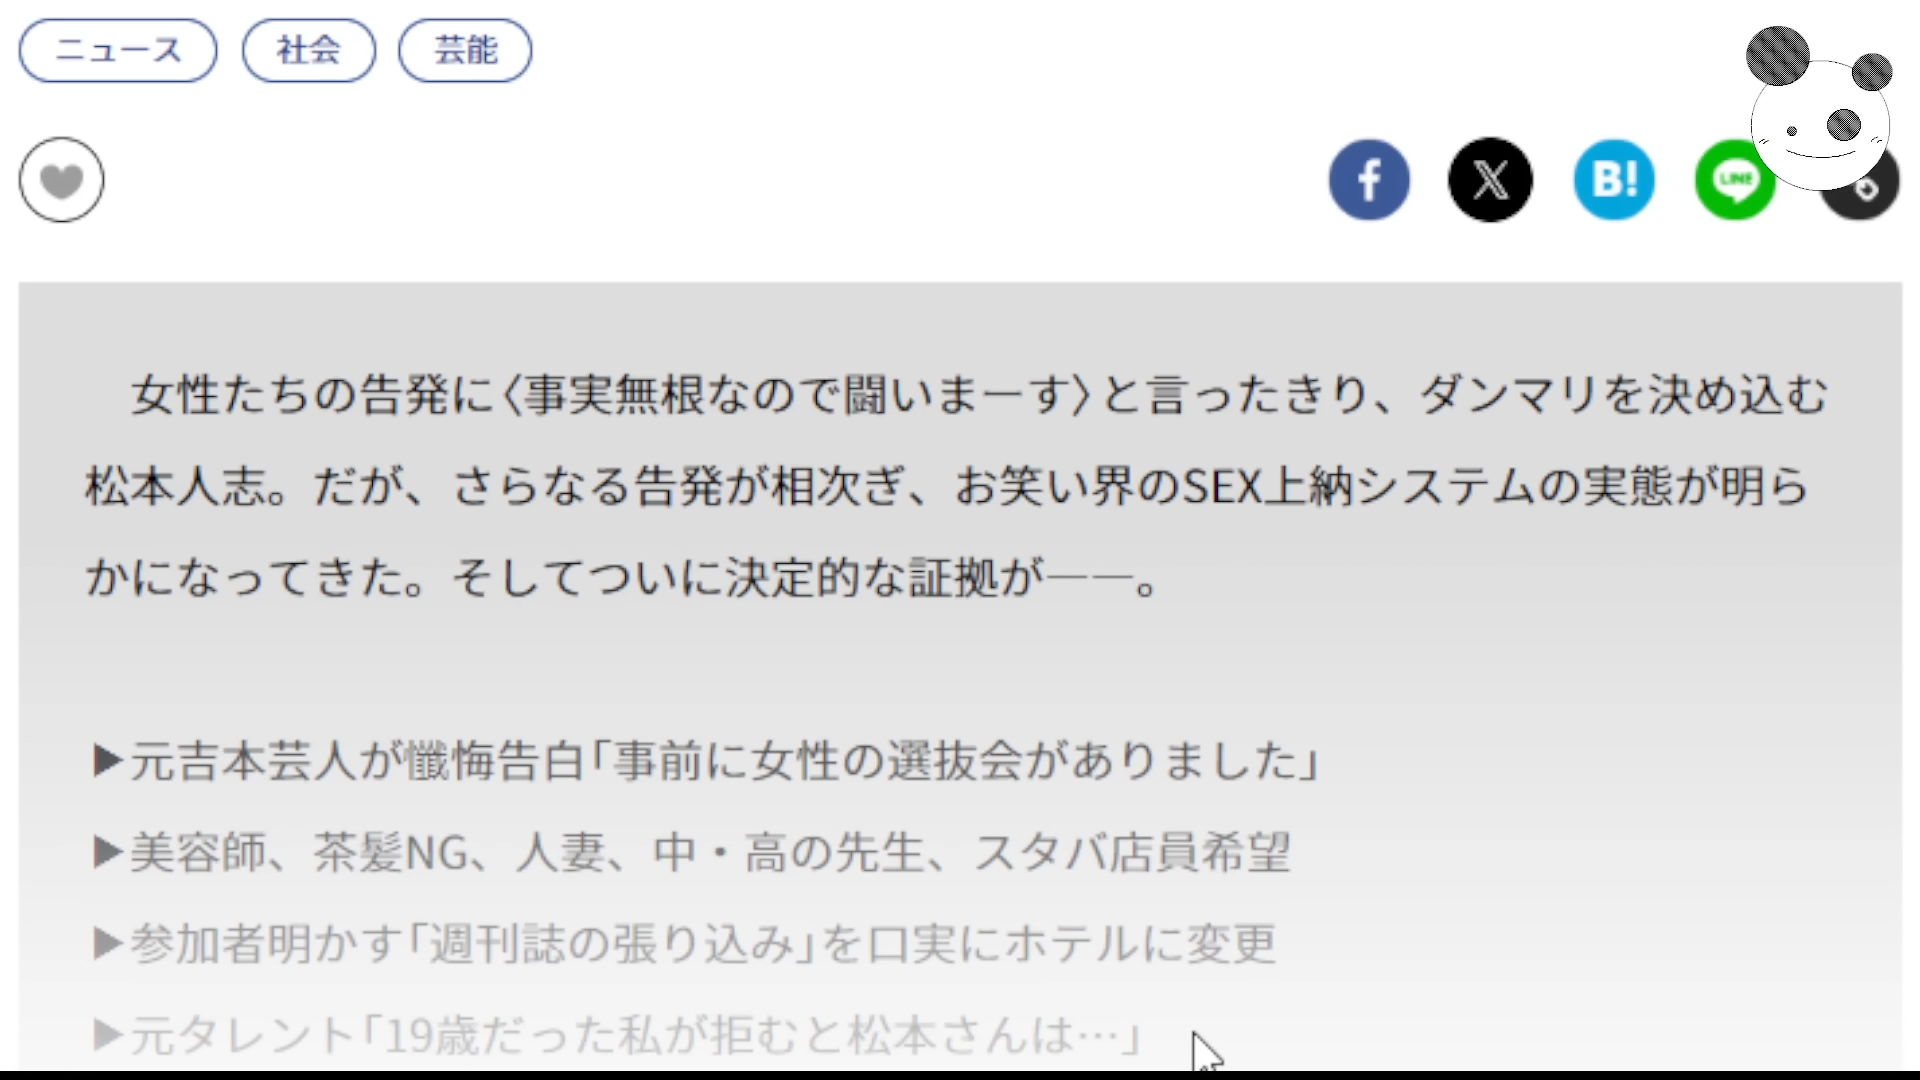 ニュース 社会 芸能
f X B! LINE
女性たちの告発に〈事実無根なので闘いまーす〉と言ったきり、ダンマリを決め込む
松本人志。だが、さらなる告発が相次ぎ、お笑い界のSEX上納システムの実態が明ら
かになってきた。そしてついに決定的な証拠が――。
▶元吉本芸人が懺悔告白｢事前に女性の選抜会がありました｣
▶美容師、茶髪NG、人妻、中・高の先生、スタバ店員希望
▶参加者明かす｢週刊誌の張り込み｣を口実にホテルに変更
▶元タレント｢19歳だった私が拒むと松本さんは…｣